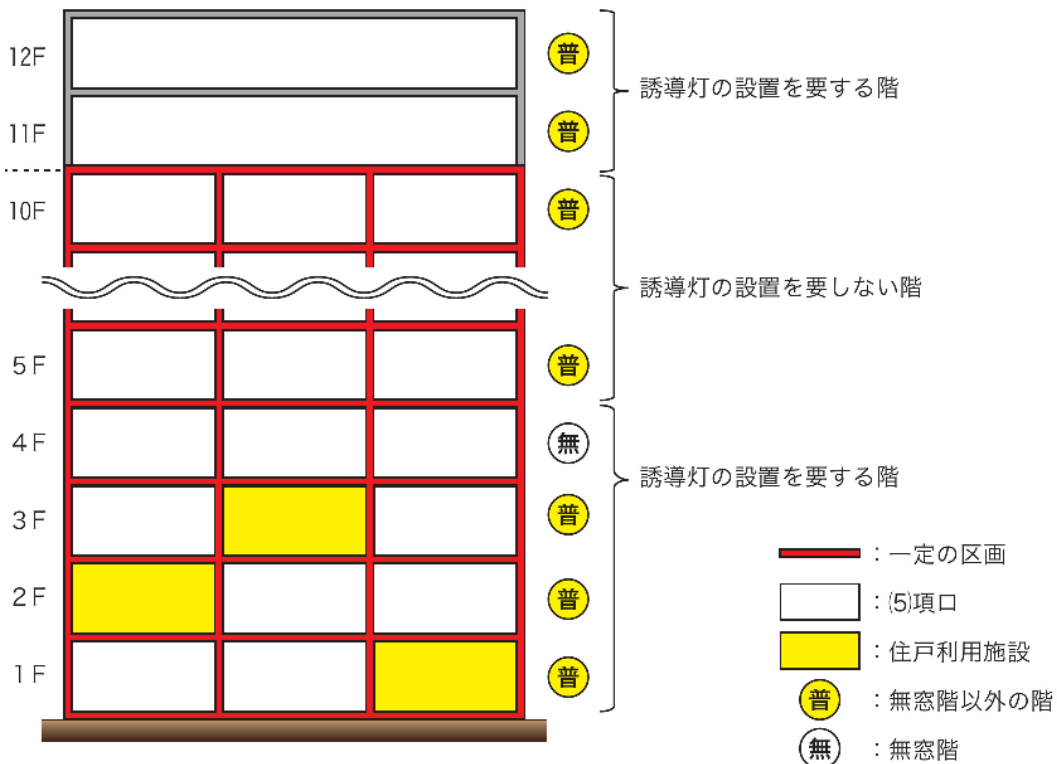 12F
普
誘導灯の設置を要する階
11F
普
10F
普
誘導灯の設置を要しない階
5F
普
4F
無
誘導灯の設置を要する階
3F
普
2F
普
1F
普
：一定の区画
：⑸項ロ
：住戸利用施設
普：無窓階以外の階
無：無窓階